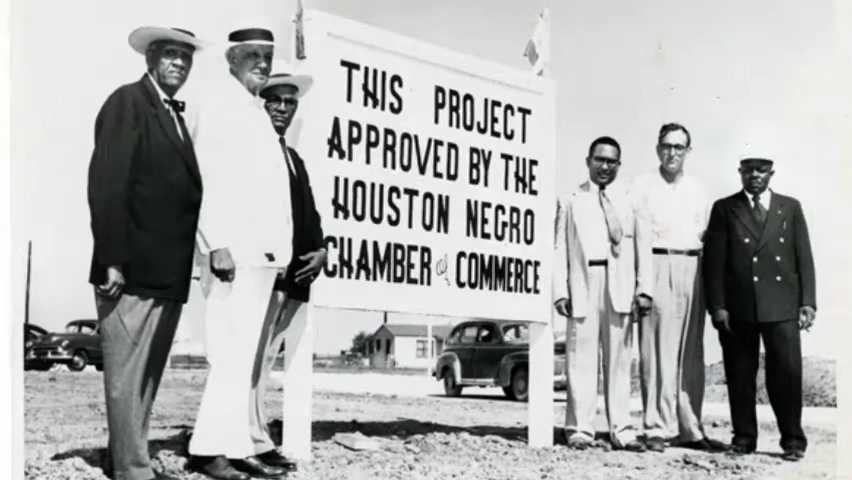 THIS PROJECT
APPROVED BY THE
HOUSTON NEGRO
CHAMBER of COMMERCE